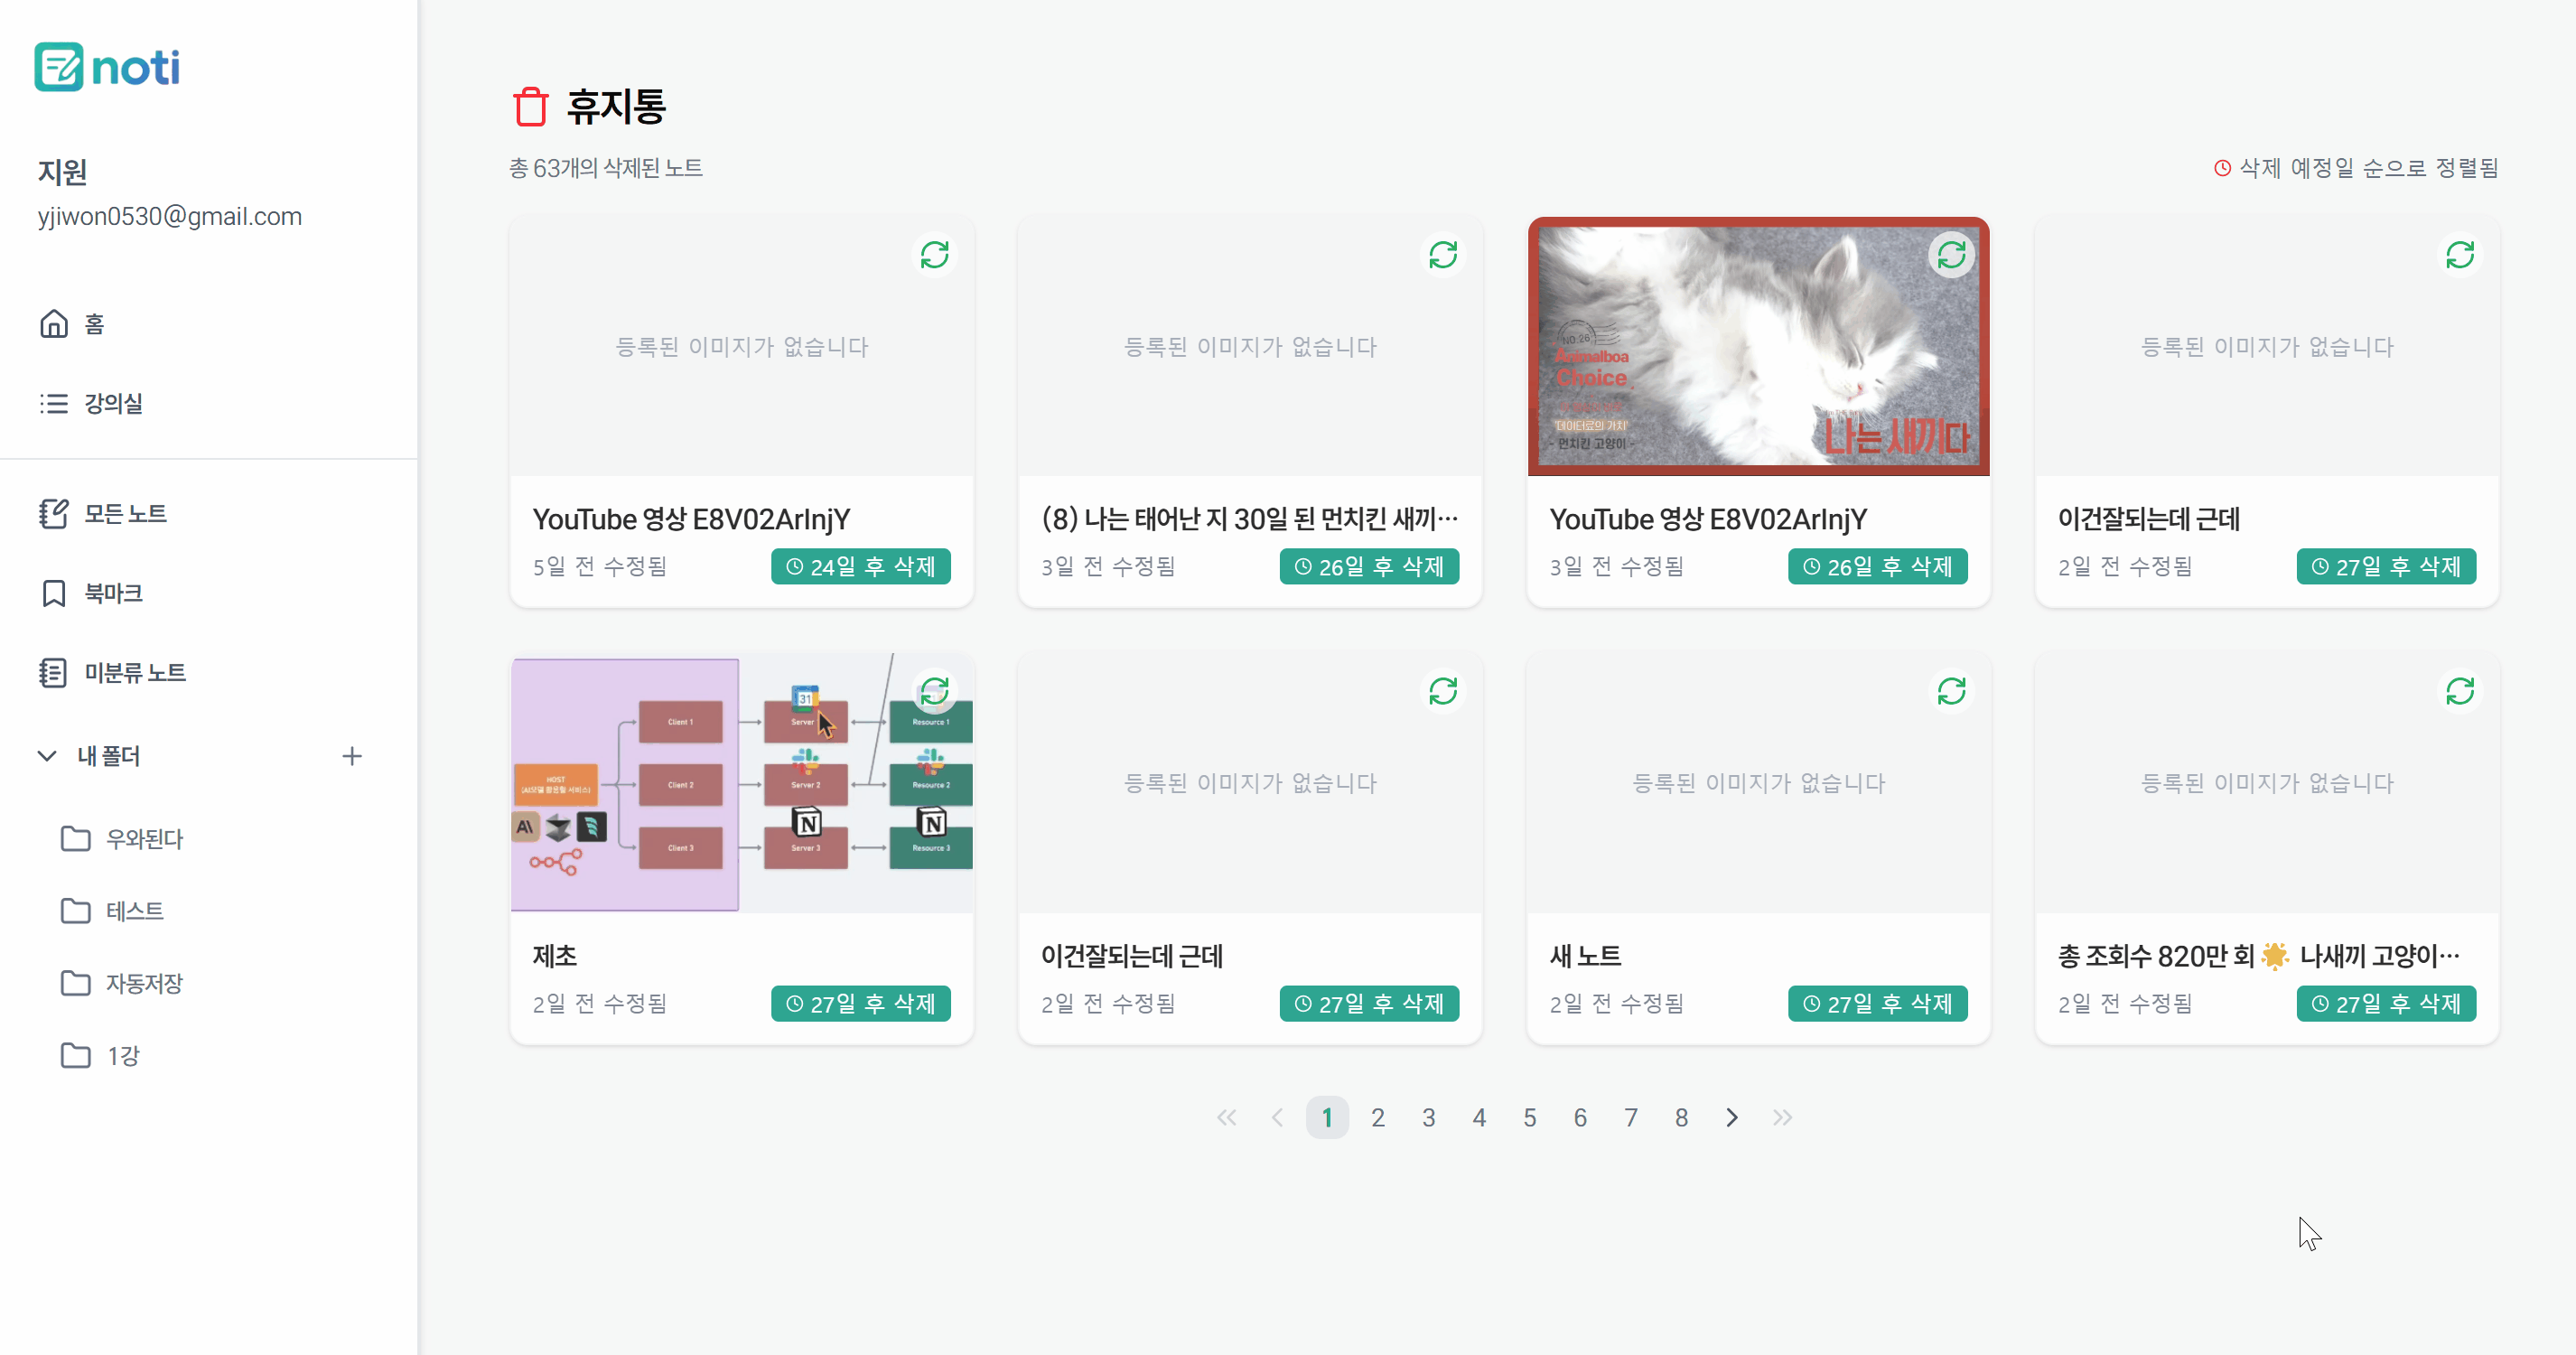 noti
지원
yjiwon0530@gmail.com
홈
강의실
모든 노트
북마크
미분류 노트
내 폴더
우와된다
테스트
자동저장
1강
휴지통
총 63개의 삭제된 노트
삭제 예정일 순으로 정렬됨
등록된 이미지가 없습니다
YouTube 영상 E8V02ArInjY
5일 전 수정됨
24일 후 삭제
등록된 이미지가 없습니다
(8) 나는 태어난 지 30일 된 먼치킨 새끼…
3일 전 수정됨
26일 후 삭제
NO.26
Animalboa
Choice
'데이터료의 가치'
- 먼치킨 고양이 -
나는 새끼다
YouTube 영상 E8V02ArInjY
3일 전 수정됨
26일 후 삭제
등록된 이미지가 없습니다
이건잘되는데 근데
2일 전 수정됨
27일 후 삭제
Client 1
31
Server
Resource 1
HOST
Client 2
Server 2
Resource 2
AI
N
N
Client 3
Server 3
Resource 3
제초
2일 전 수정됨
27일 후 삭제
등록된 이미지가 없습니다
이건잘되는데 근데
2일 전 수정됨
27일 후 삭제
등록된 이미지가 없습니다
새 노트
2일 전 수정됨
27일 후 삭제
등록된 이미지가 없습니다
총 조회수 820만 회 🌟 나새끼 고양이…
2일 전 수정됨
27일 후 삭제
1 2 3 4 5 6 7 8